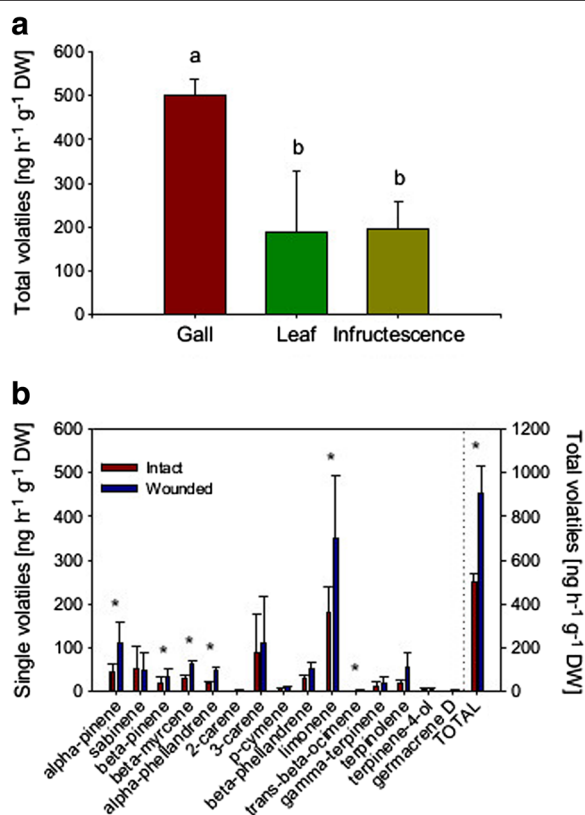 a
Total volatiles [ng h⁻¹ g⁻¹ DW]
600
500
400
300
200
100
0
a
b
b
Gall
Leaf
Infructescence
b
Single volatiles [ng h⁻¹ g⁻¹ DW]
600
500
400
300
200
100
0
Intact
Wounded
*
*
*
*
*
*
*
1200
1000
800
600
400
200
0
Total volatiles [ng h⁻¹ g⁻¹ DW]
alpha-pinene
sabinene
beta-pinene
beta-myrcene
alpha-phellandrene
2-carene
3-carene
p-cymene
beta-phellandrene
limonene
trans-beta-ocimene
gamma-terpinene
terpinolene
terpinene-4-ol
germacrene D
TOTAL